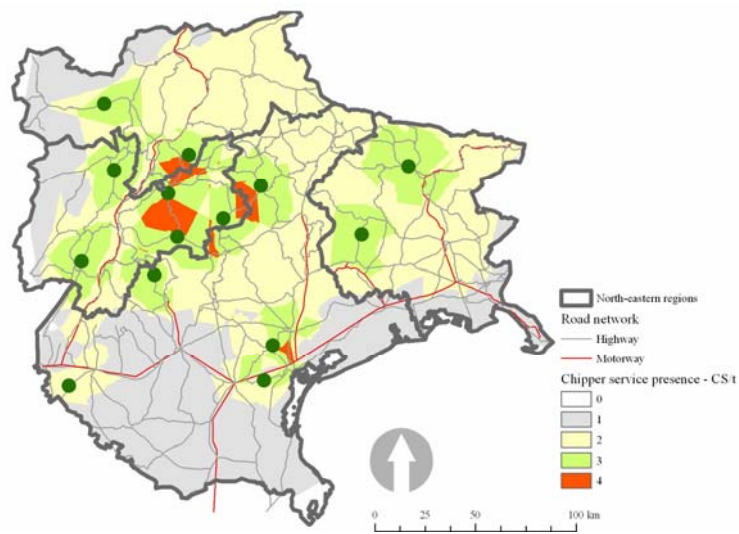 North-eastern regions
Road network
Highway
Motorway
Chipper service presence - CS/t
0
1
2
3
4
0 25 50 100 km